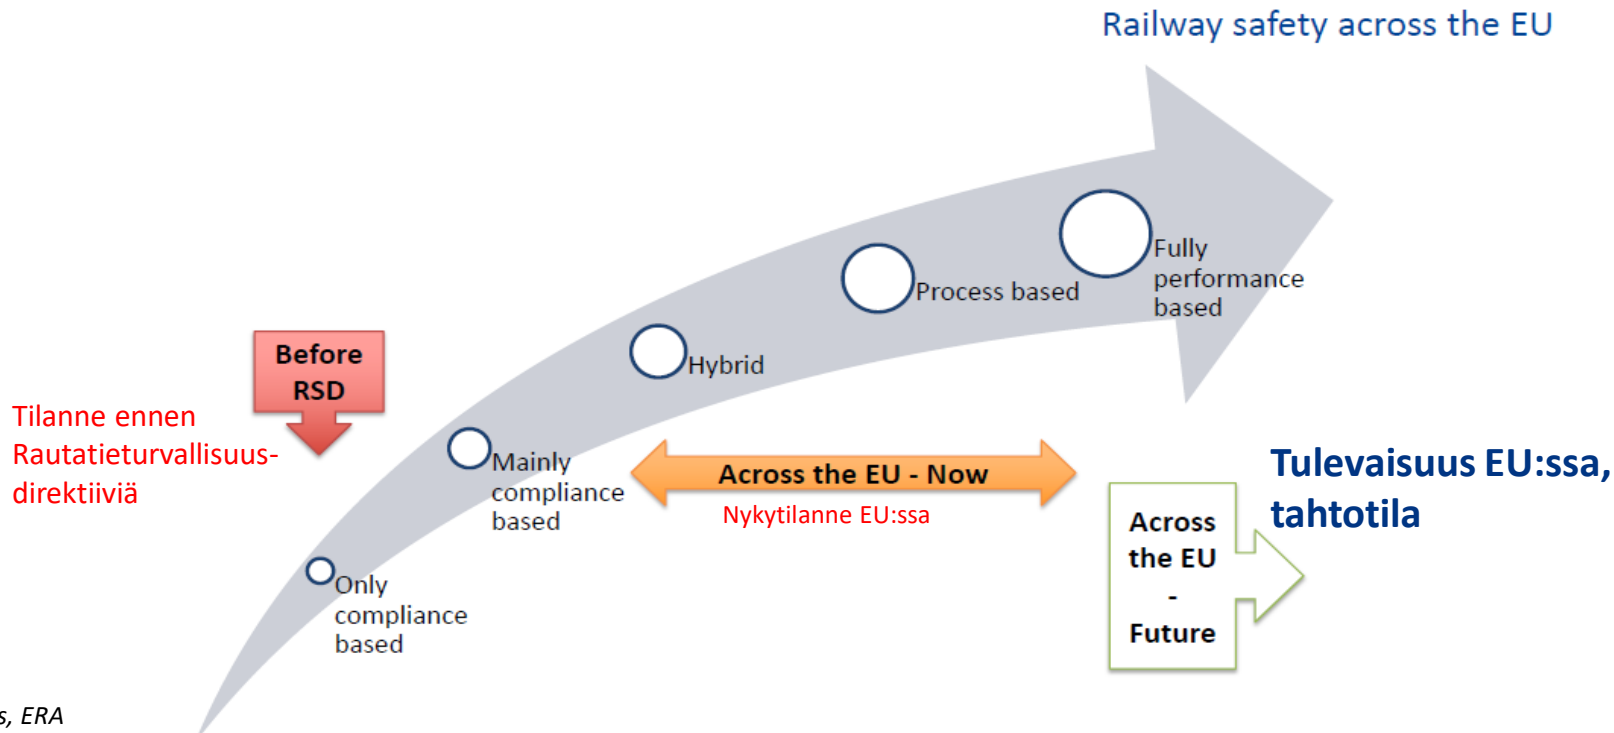 Railway safety across the EU
Fully
performance
based
Process based
Hybrid
Before
RSD
Tilanne ennen
Rautatieturvallisuus-
direktiiviä
Mainly
compliance
based
Across the EU - Now
Nykytilanne EU:ssa
Tulevaisuus EU:ssa,
tahtotila
Across
the EU
-
Future
Only
compliance
based
ERA